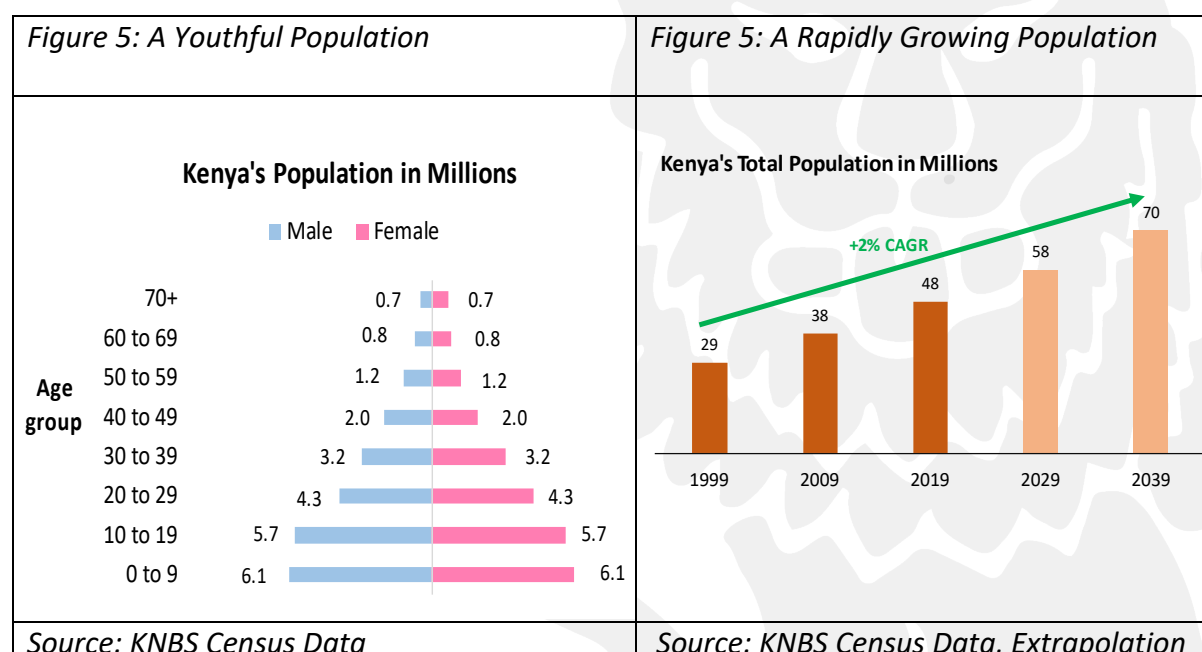 Figure 5: A Youthful Population
Figure 5: A Rapidly Growing Population
Kenya's Population in Millions
Male Female
70+ 0.7 0.7
60 to 69 0.8 0.8
50 to 59 1.2 1.2
Age group
40 to 49 2.0 2.0
30 to 39 3.2 3.2
20 to 29 4.3 4.3
10 to 19 5.7 5.7
0 to 9 6.1 6.1
Kenya's Total Population in Millions
+2% CAGR
29 38 48 58 70
1999 2009 2019 2029 2039
Source: KNBS Census Data
Source: KNBS Census Data, Extrapolation